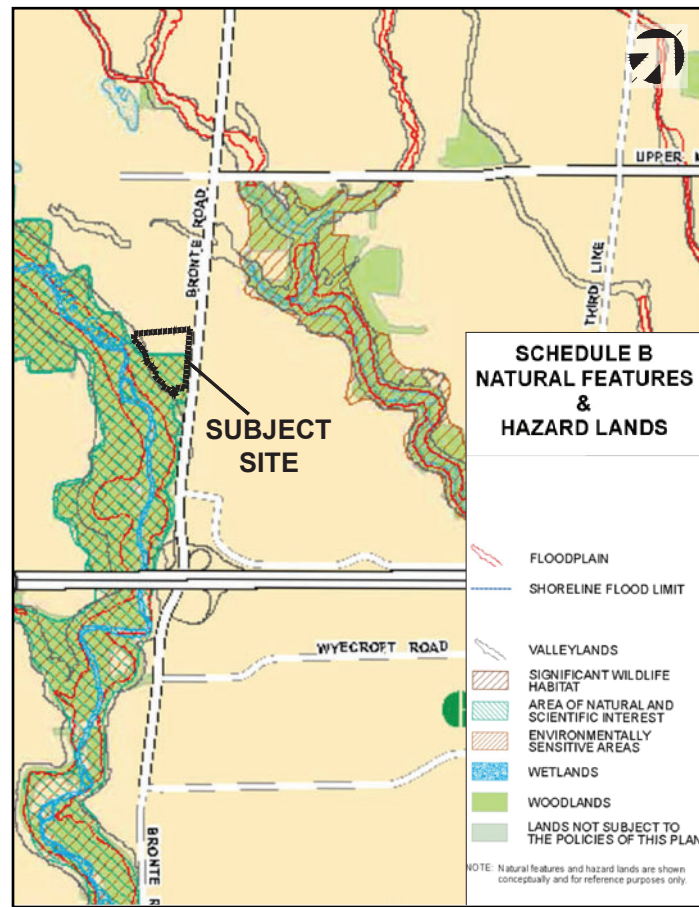 UPPER
BRONTE ROAD
THIRD LINE
SUBJECT
SITE
SCHEDULE B
NATURAL FEATURES
&
HAZARD LANDS
FLOODPLAIN
SHORELINE FLOOD LIMIT
VALLEYLANDS
SIGNIFICANT WILDLIFE
HABITAT
AREA OF NATURAL AND
SCIENTIFIC INTEREST
ENVIRONMENTALLY
SENSITIVE AREAS
WETLANDS
WOODLANDS
LANDS NOT SUBJECT TO
THE POLICIES OF THIS PLAN
NOTE: Natural features and hazard lands are shown
conceptually and for reference purposes only.
WYECROFT ROAD
BRONTE R